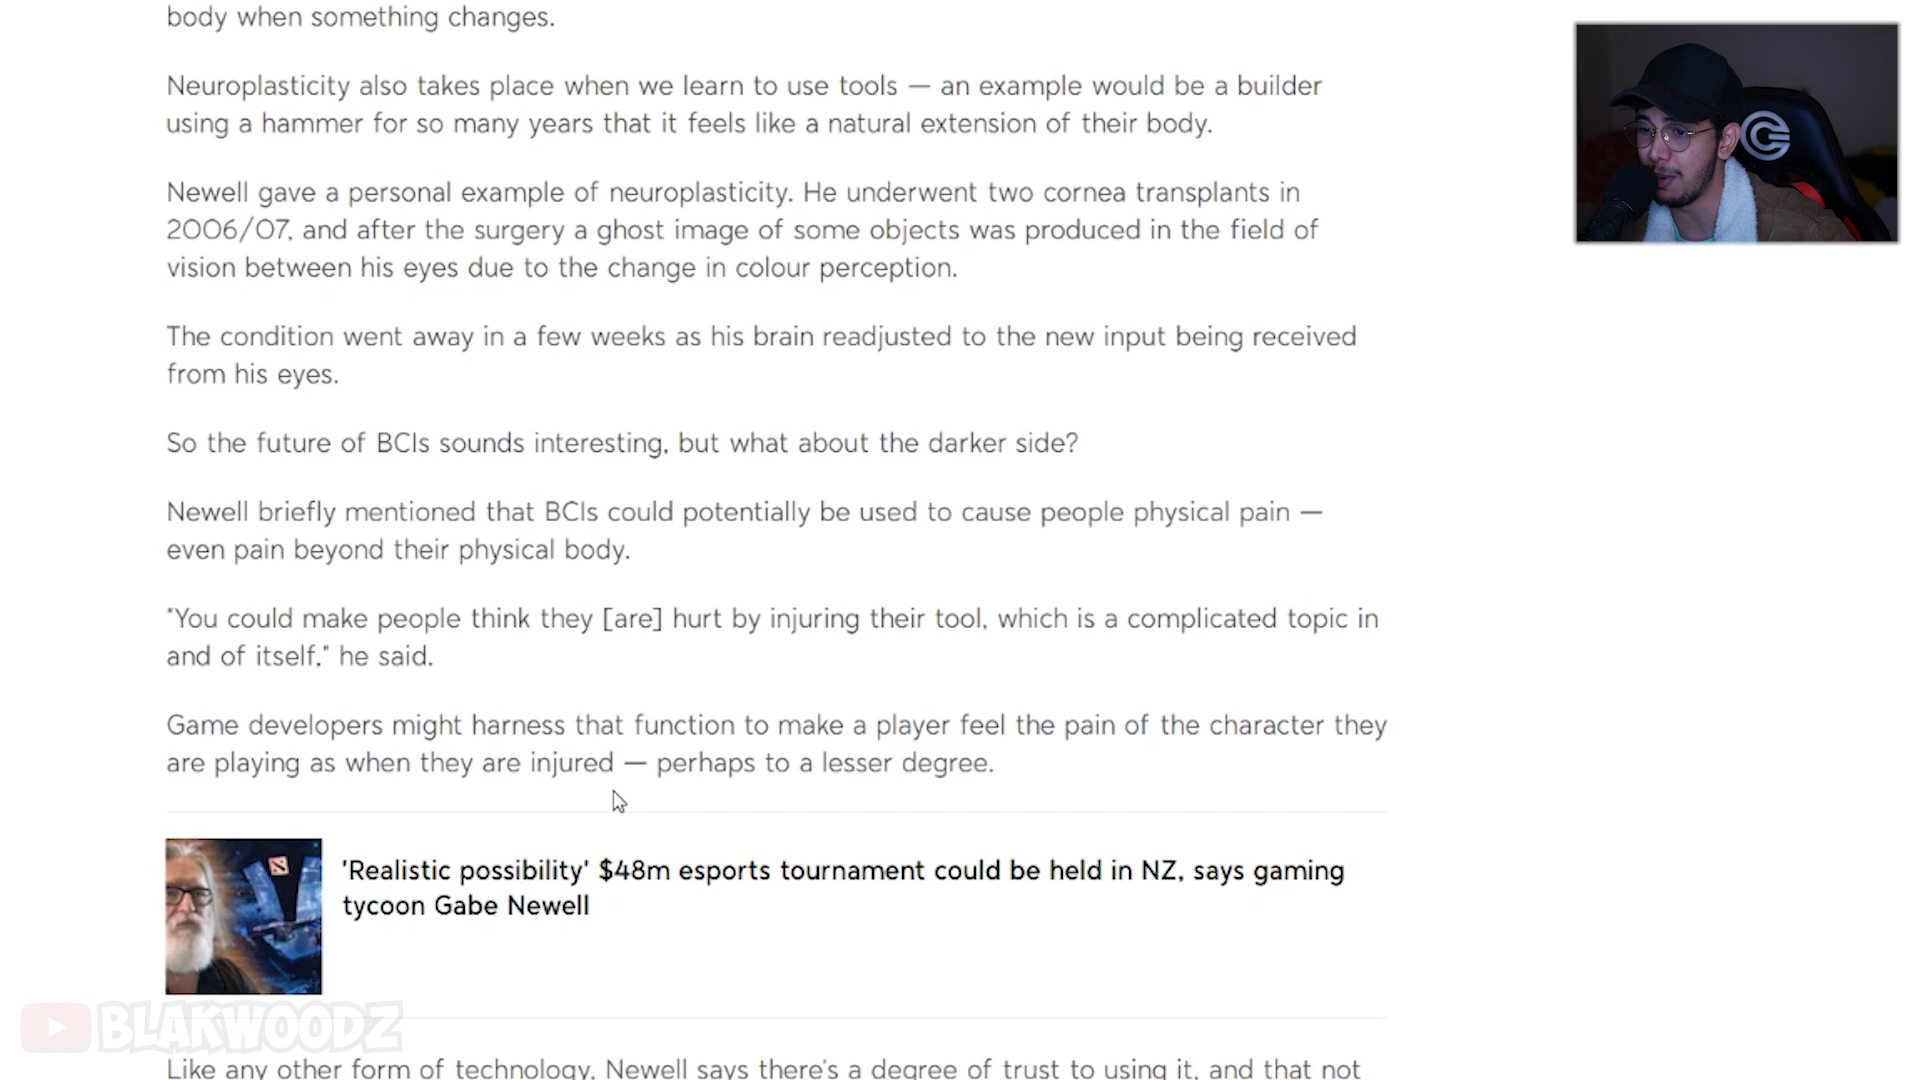 body when something changes.
Neuroplasticity also takes place when we learn to use tools — an example would be a builder
using a hammer for so many years that it feels like a natural extension of their body.
Newell gave a personal example of neuroplasticity. He underwent two cornea transplants in
2006/07, and after the surgery a ghost image of some objects was produced in the field of
vision between his eyes due to the change in colour perception.
The condition went away in a few weeks as his brain readjusted to the new input being received
from his eyes.
So the future of BCIs sounds interesting, but what about the darker side?
Newell briefly mentioned that BCIs could potentially be used to cause people physical pain —
even pain beyond their physical body.
"You could make people think they [are] hurt by injuring their tool, which is a complicated topic in
and of itself," he said.
Game developers might harness that function to make a player feel the pain of the character they
are playing as when they are injured — perhaps to a lesser degree.
'Realistic possibility' $48m esports tournament could be held in NZ, says gaming
tycoon Gabe Newell
BLAKWOODZ
Like any other form of technology, Newell says there's a degree of trust to using it, and that not